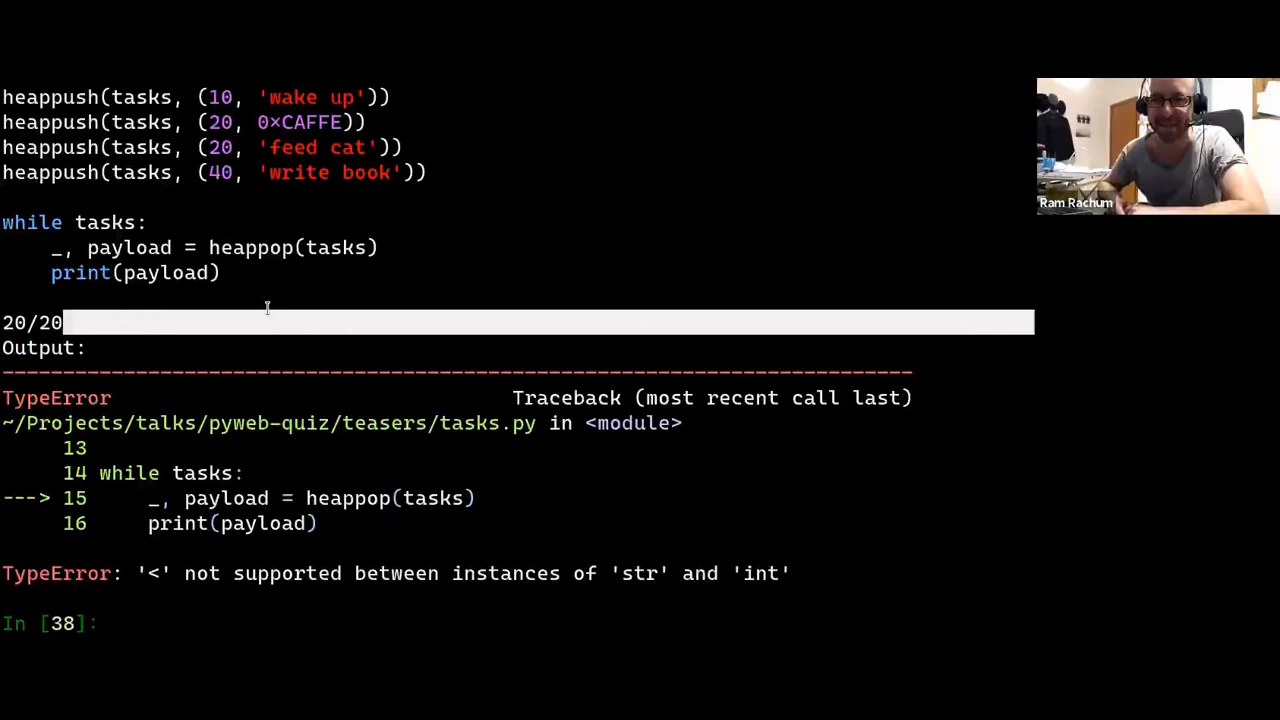 heappush(tasks, (10, 'wake up'))
heappush(tasks, (20, 0×CAFFE))
heappush(tasks, (20, 'feed cat'))
heappush(tasks, (40, 'write book'))
while tasks:
    _, payload = heappop(tasks)
    print(payload)
Ram Rachum
20/20
Output:
---------------------------------------------------------------------------
TypeError                                 Traceback (most recent call last)
~/Projects/talks/pyweb-quiz/teasers/tasks.py in <module>
     13
     14 while tasks:
---> 15     _, payload = heappop(tasks)
     16     print(payload)
TypeError: '<' not supported between instances of 'str' and 'int'
In [38]: